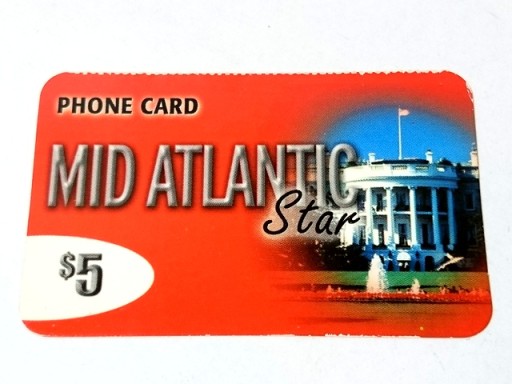 PHONE CARD
MID ATLANTIC
Star
$5